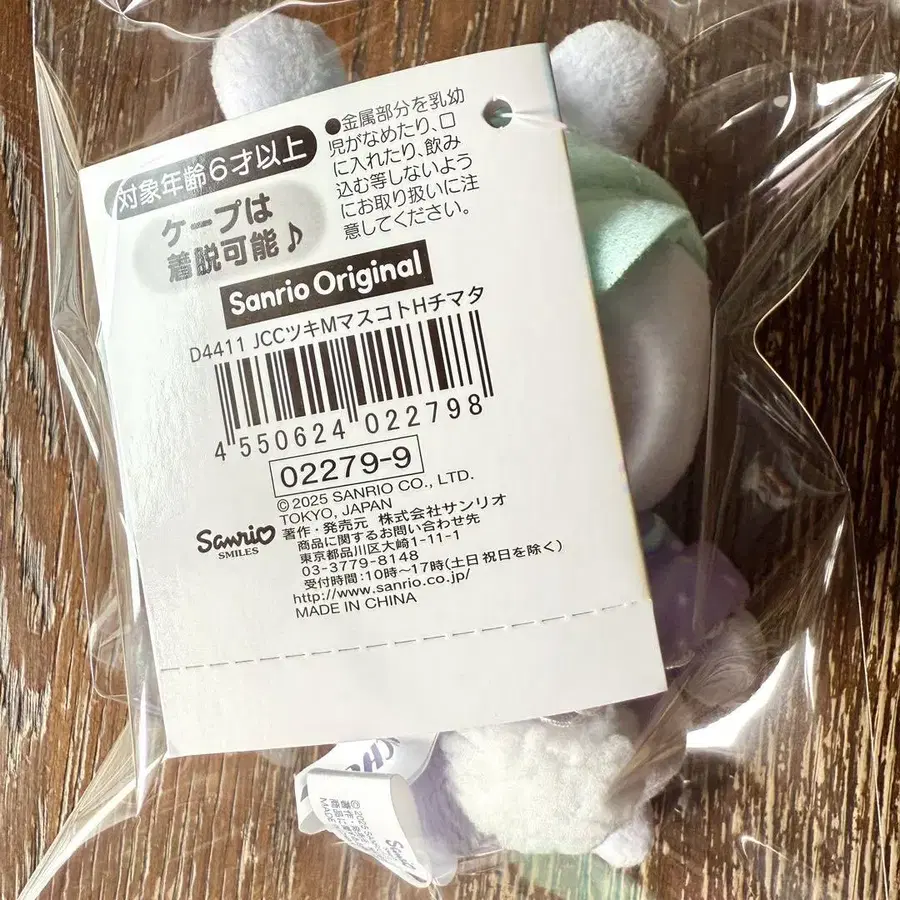 対象年齢6才以上
ケープは
着脱可能♪
●金属部分を乳幼
児がなめたり、口
に入れたり、飲み
込む等しないよう
にお取り扱いに注
意してください。
Sanrio Original
D4411 JCCツキMマスコトHチマタ
4 550624 022798
02279-9
© 2025 SANRIO CO., LTD.
TOKYO, JAPAN
著作・発売元 株式会社サンリオ
商品に関するお問い合わせ先
東京都品川区大崎1-11-1
03-3779-8148
受付時間:10時〜17時(土日祝日を除く)
http://www.sanrio.co.jp/
MADE IN CHINA
Sanrio
SMILES
Sanrio